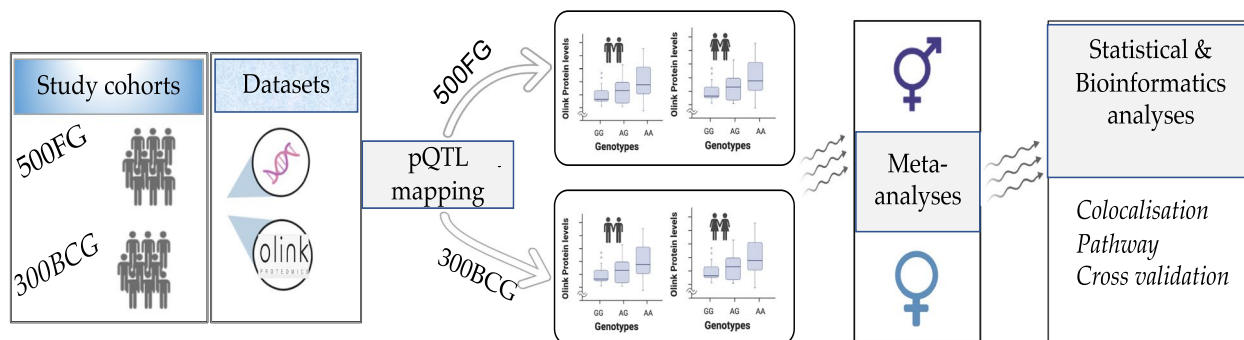 Study cohorts
500FG
300BCG
Datasets
olink
PROTEOMICS
pQTL
mapping
500FG
300BCG
Olink Protein levels
GG AG AA
Genotypes
Olink Protein levels
GG AG AA
Genotypes
Olink Protein levels
GG AG AA
Genotypes
Olink Protein levels
GG AG AA
Genotypes
Meta-
analyses
Statistical &
Bioinformatics
analyses
Colocalisation
Pathway
Cross validation